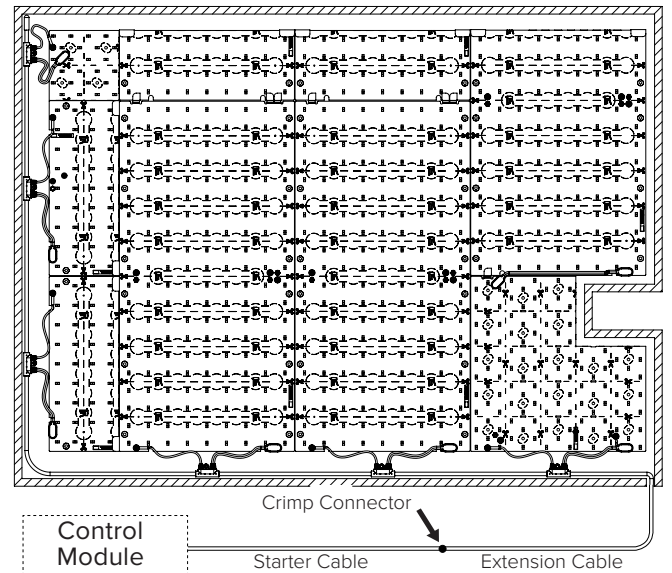 Crimp Connector
Control
Module
Starter Cable
Extension Cable